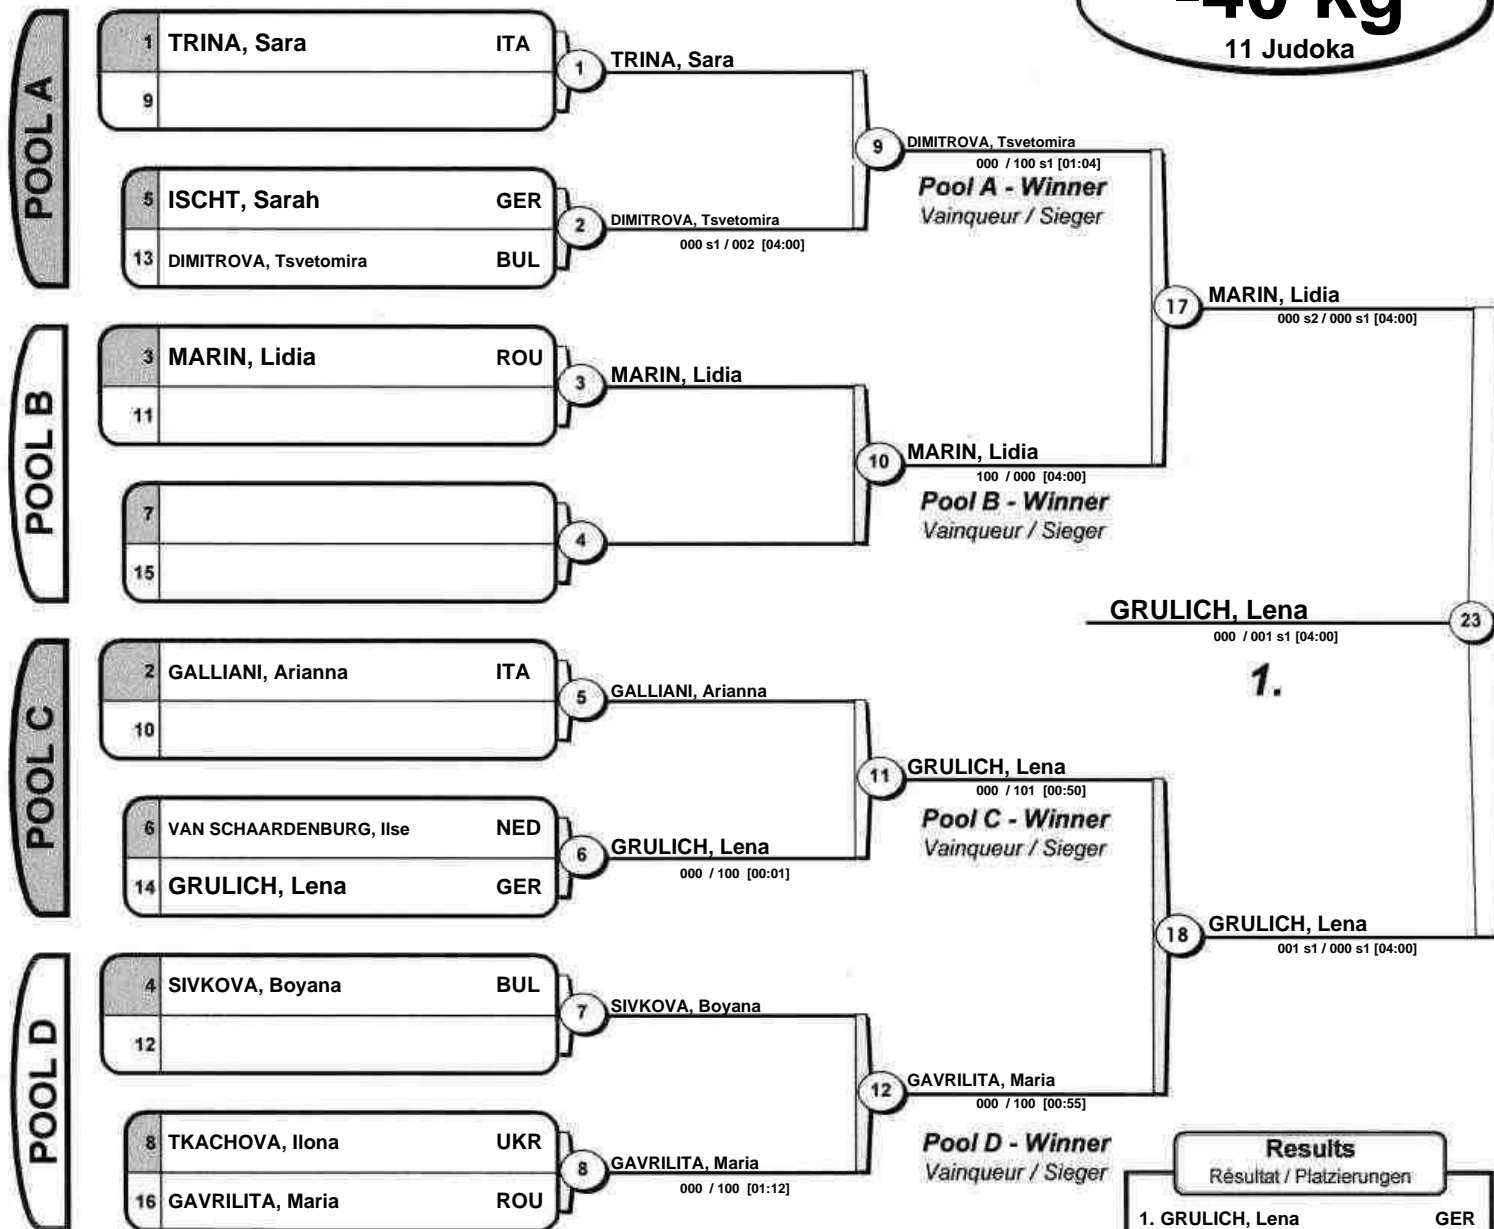 -40 kg
11 Judoka
POOL A
1 TRINA, Sara ITA
9
5 ISCHT, Sarah GER
13 DIMITROVA, Tsvetomira BUL
1 TRINA, Sara
2 DIMITROVA, Tsvetomira
000 s1 / 002 [04:00]
9 DIMITROVA, Tsvetomira
000 / 100 s1 [01:04]
Pool A - Winner
Vainqueur / Sieger
POOL B
3 MARIN, Lidia ROU
11
7
15
3 MARIN, Lidia
4
10 MARIN, Lidia
100 / 000 [04:00]
Pool B - Winner
Vainqueur / Sieger
17 MARIN, Lidia
000 s2 / 000 s1 [04:00]
GRULICH, Lena 23
000 / 001 s1 [04:00]
1.
POOL C
2 GALLIANI, Arianna ITA
10
6 VAN SCHAARDENBURG, Ilse NED
14 GRULICH, Lena GER
5 GALLIANI, Arianna
6 GRULICH, Lena
000 / 100 [00:01]
11 GRULICH, Lena
000 / 101 [00:50]
Pool C - Winner
Vainqueur / Sieger
18 GRULICH, Lena
001 s1 / 000 s1 [04:00]
POOL D
4 SIVKOVA, Boyana BUL
12
8 TKACHOVA, Ilona UKR
16 GAVRILITA, Maria ROU
7 SIVKOVA, Boyana
8 GAVRILITA, Maria
000 / 100 [01:12]
12 GAVRILITA, Maria
000 / 100 [00:55]
Pool D - Winner
Vainqueur / Sieger
Results
Résultat / Platzierungen
1. GRULICH, Lena GER